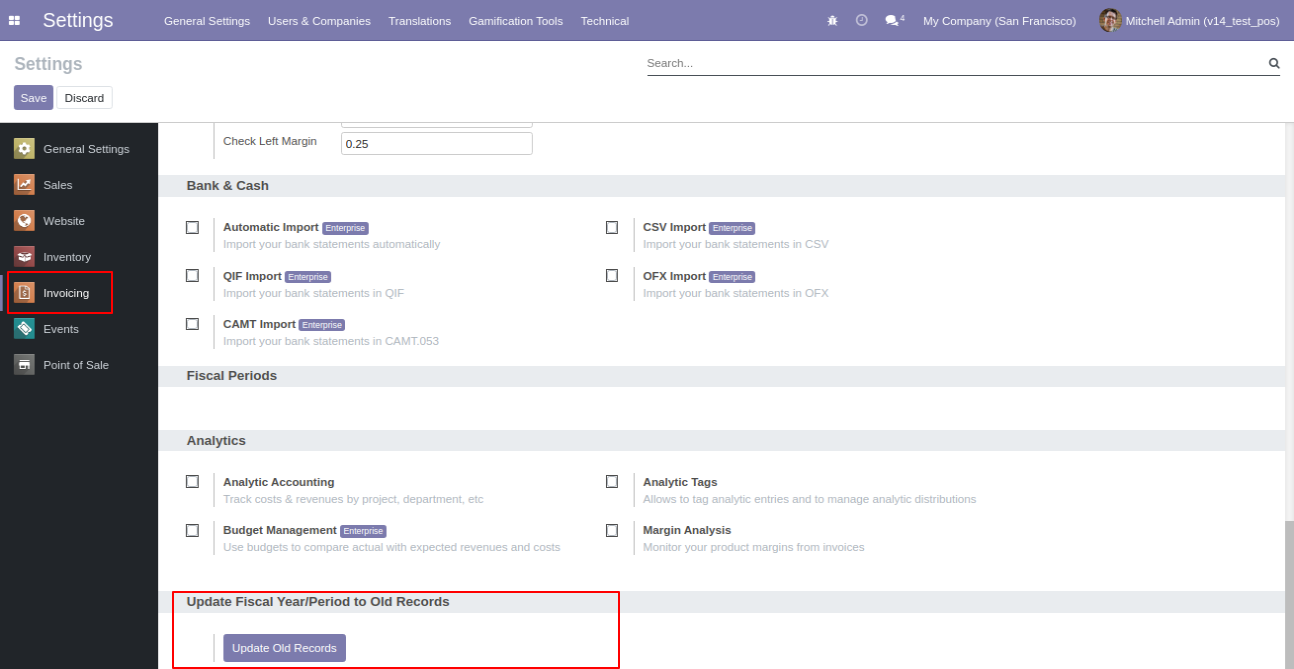 Settings General Settings Users & Companies Translations Gamification Tools Technical 4 My Company (San Francisco) Mitchell Admin (v14_test_pos)
Settings
Search...
Save Discard
General Settings
Sales
Website
Inventory
Invoicing
Events
Point of Sale
Check Left Margin 0.25
Bank & Cash
Automatic Import Enterprise
Import your bank statements automatically
CSV Import Enterprise
Import your bank statements in CSV
QIF Import Enterprise
Import your bank statements in QIF
OFX Import Enterprise
Import your bank statements in OFX
CAMT Import Enterprise
Import your bank statements in CAMT.053
Fiscal Periods
Analytics
Analytic Accounting
Track costs & revenues by project, department, etc
Analytic Tags
Allows to tag analytic entries and to manage analytic distributions
Budget Management Enterprise
Use budgets to compare actual with expected revenues and costs
Margin Analysis
Monitor your product margins from invoices
Update Fiscal Year/Period to Old Records
Update Old Records